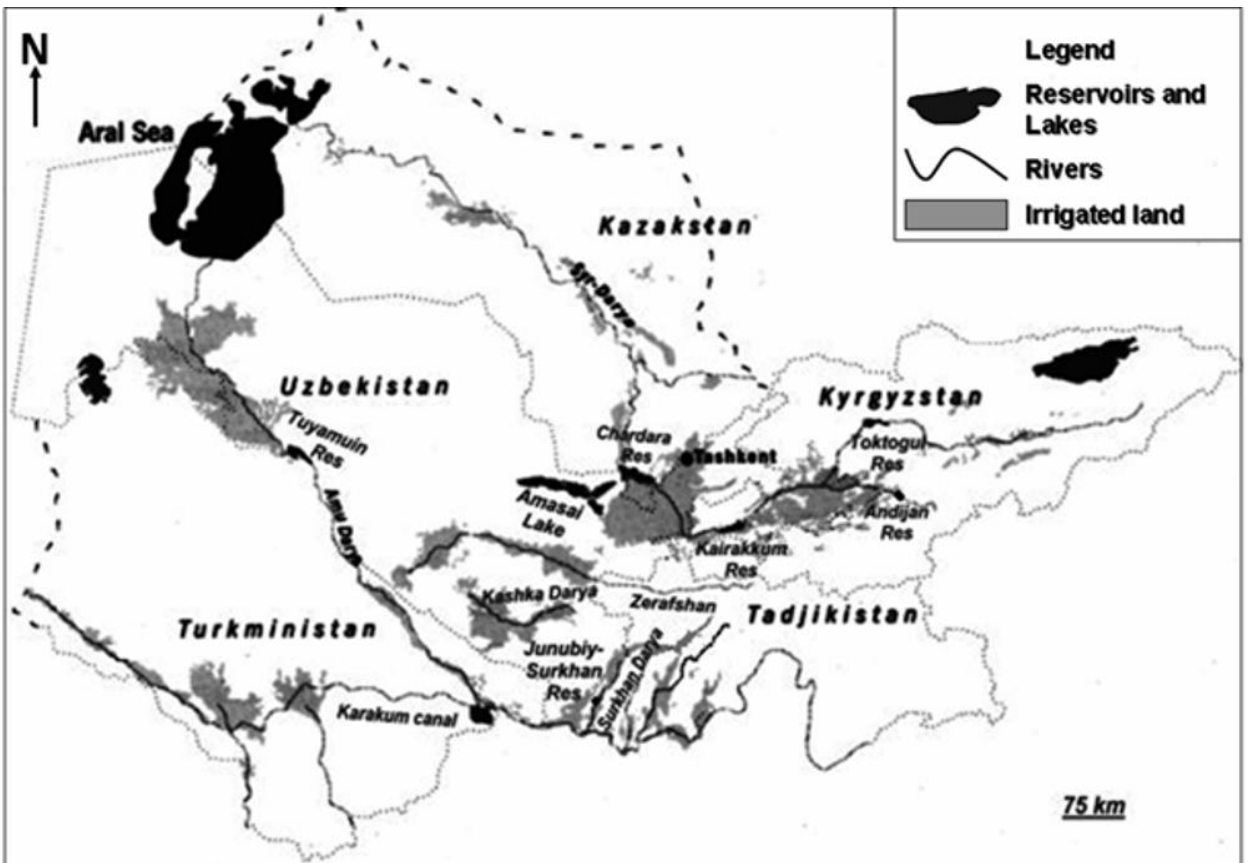 N
Legend
Reservoirs and
Lakes
Rivers
Irrigated land
Aral Sea
Kazakstan
Syr-Darya
Uzbekistan
Tuyamuin
Res
Kyrgyzstan
Chardara
Res
Tashkent
Toktogul
Res
Amasai
Lake
Andijan
Res
Amu Darya
Kairakkum
Res
Kashka Darya
Zerafshan
Turkministan
Tadjikistan
Junubiy-
Surkhan
Res
Surkhan Darya
Karakum canal
75 km